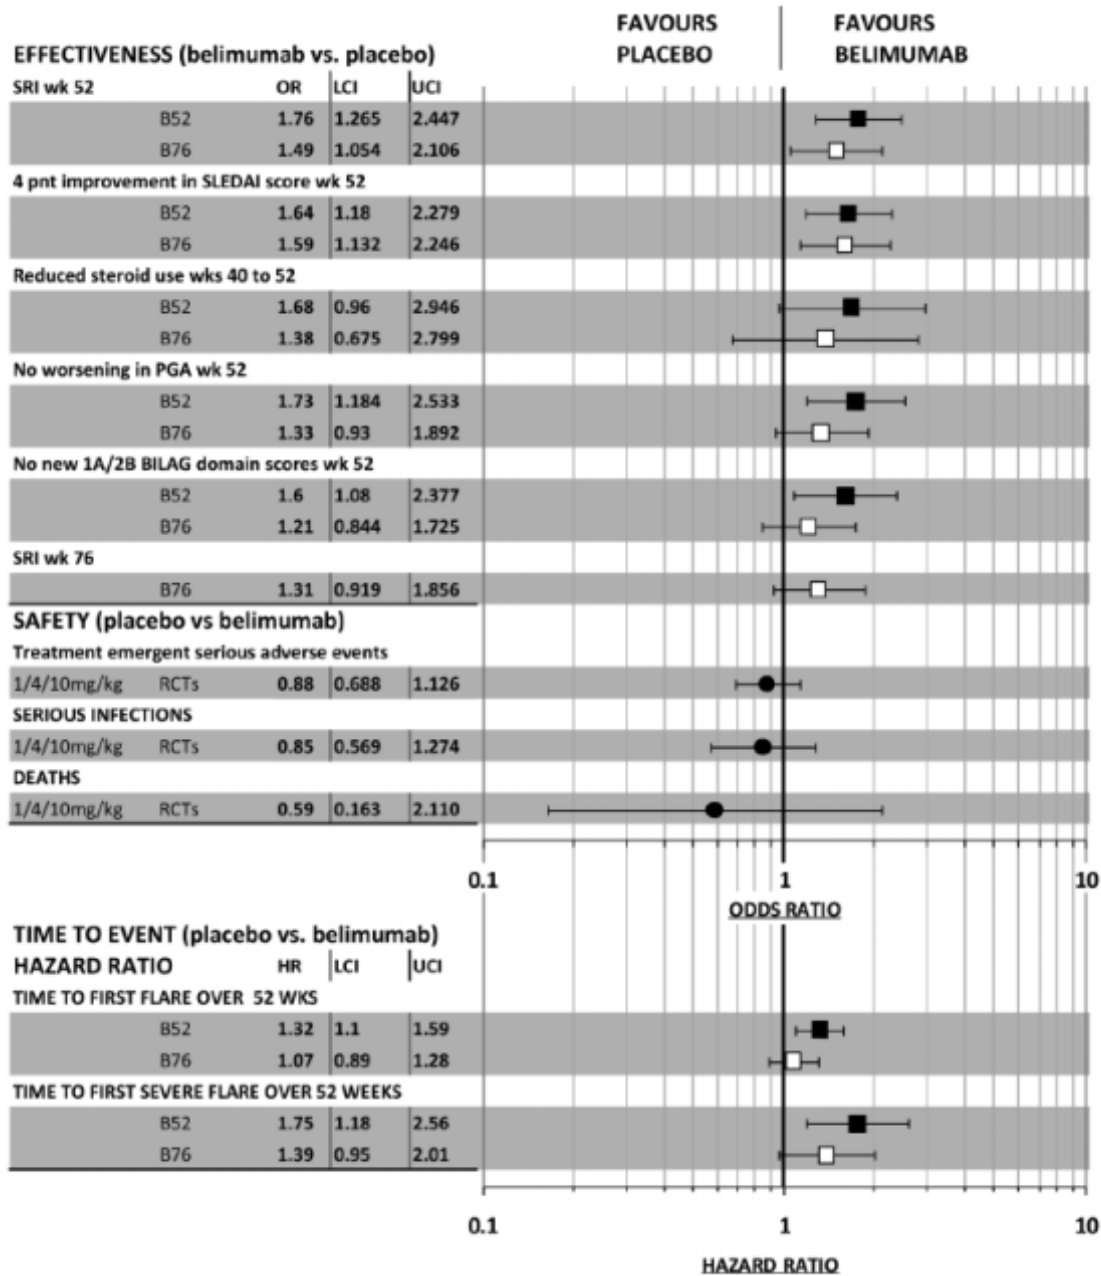 FAVOURS FAVOURS
EFFECTIVENESS (belimumab vs. placebo) PLACEBO BELIMUMAB
SRI wk 52 OR LCI UCI
B52 1.76 1.265 2.447
B76 1.49 1.054 2.106
4 pnt improvement in SLEDAI score wk 52
B52 1.64 1.18 2.279
B76 1.59 1.132 2.246
Reduced steroid use wks 40 to 52
B52 1.68 0.96 2.946
B76 1.38 0.675 2.799
No worsening in PGA wk 52
B52 1.73 1.184 2.533
B76 1.33 0.93 1.892
No new 1A/2B BILAG domain scores wk 52
B52 1.6 1.08 2.377
B76 1.21 0.844 1.725
SRI wk 76
B76 1.31 0.919 1.856
SAFETY (placebo vs belimumab)
Treatment emergent serious adverse events
1/4/10mg/kg RCTs 0.88 0.688 1.126
SERIOUS INFECTIONS
1/4/10mg/kg RCTs 0.85 0.569 1.274
DEATHS
1/4/10mg/kg RCTs 0.59 0.163 2.110
0.1 1 10
ODDS RATIO
TIME TO EVENT (placebo vs. belimumab)
HAZARD RATIO HR LCI UCI
TIME TO FIRST FLARE OVER 52 WKS
B52 1.32 1.1 1.59
B76 1.07 0.89 1.28
TIME TO FIRST SEVERE FLARE OVER 52 WEEKS
B52 1.75 1.18 2.56
B76 1.39 0.95 2.01
0.1 1 10
HAZARD RATIO